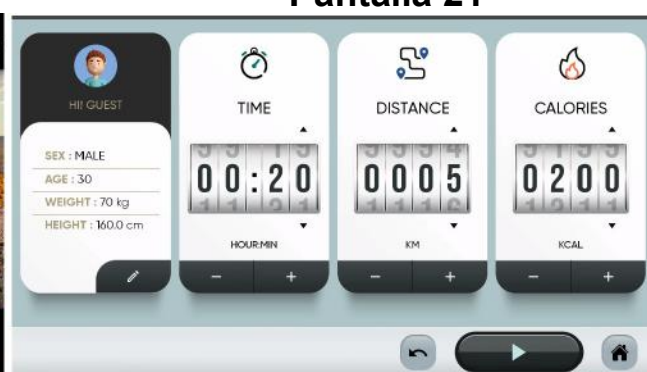 Pantalla 21
HI! GUEST
SEX : MALE
AGE : 30
WEIGHT : 70 kg
HEIGHT : 160.0 cm
TIME
00:20
HOUR:MIN
- +
DISTANCE
0005
KM
- +
CALORIES
0200
KCAL
- +